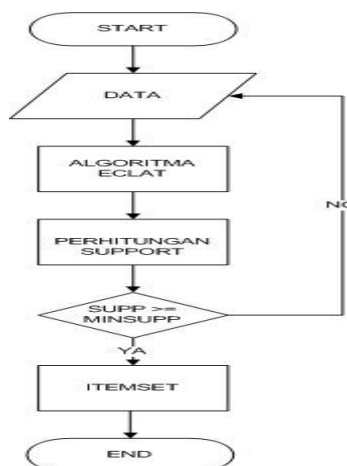 START
DATA
ALGORITMA
ECLAT
PERHITUNGAN
SUPPORT
NO
SUPP >=
MINSUPP
YA
ITEMSET
END